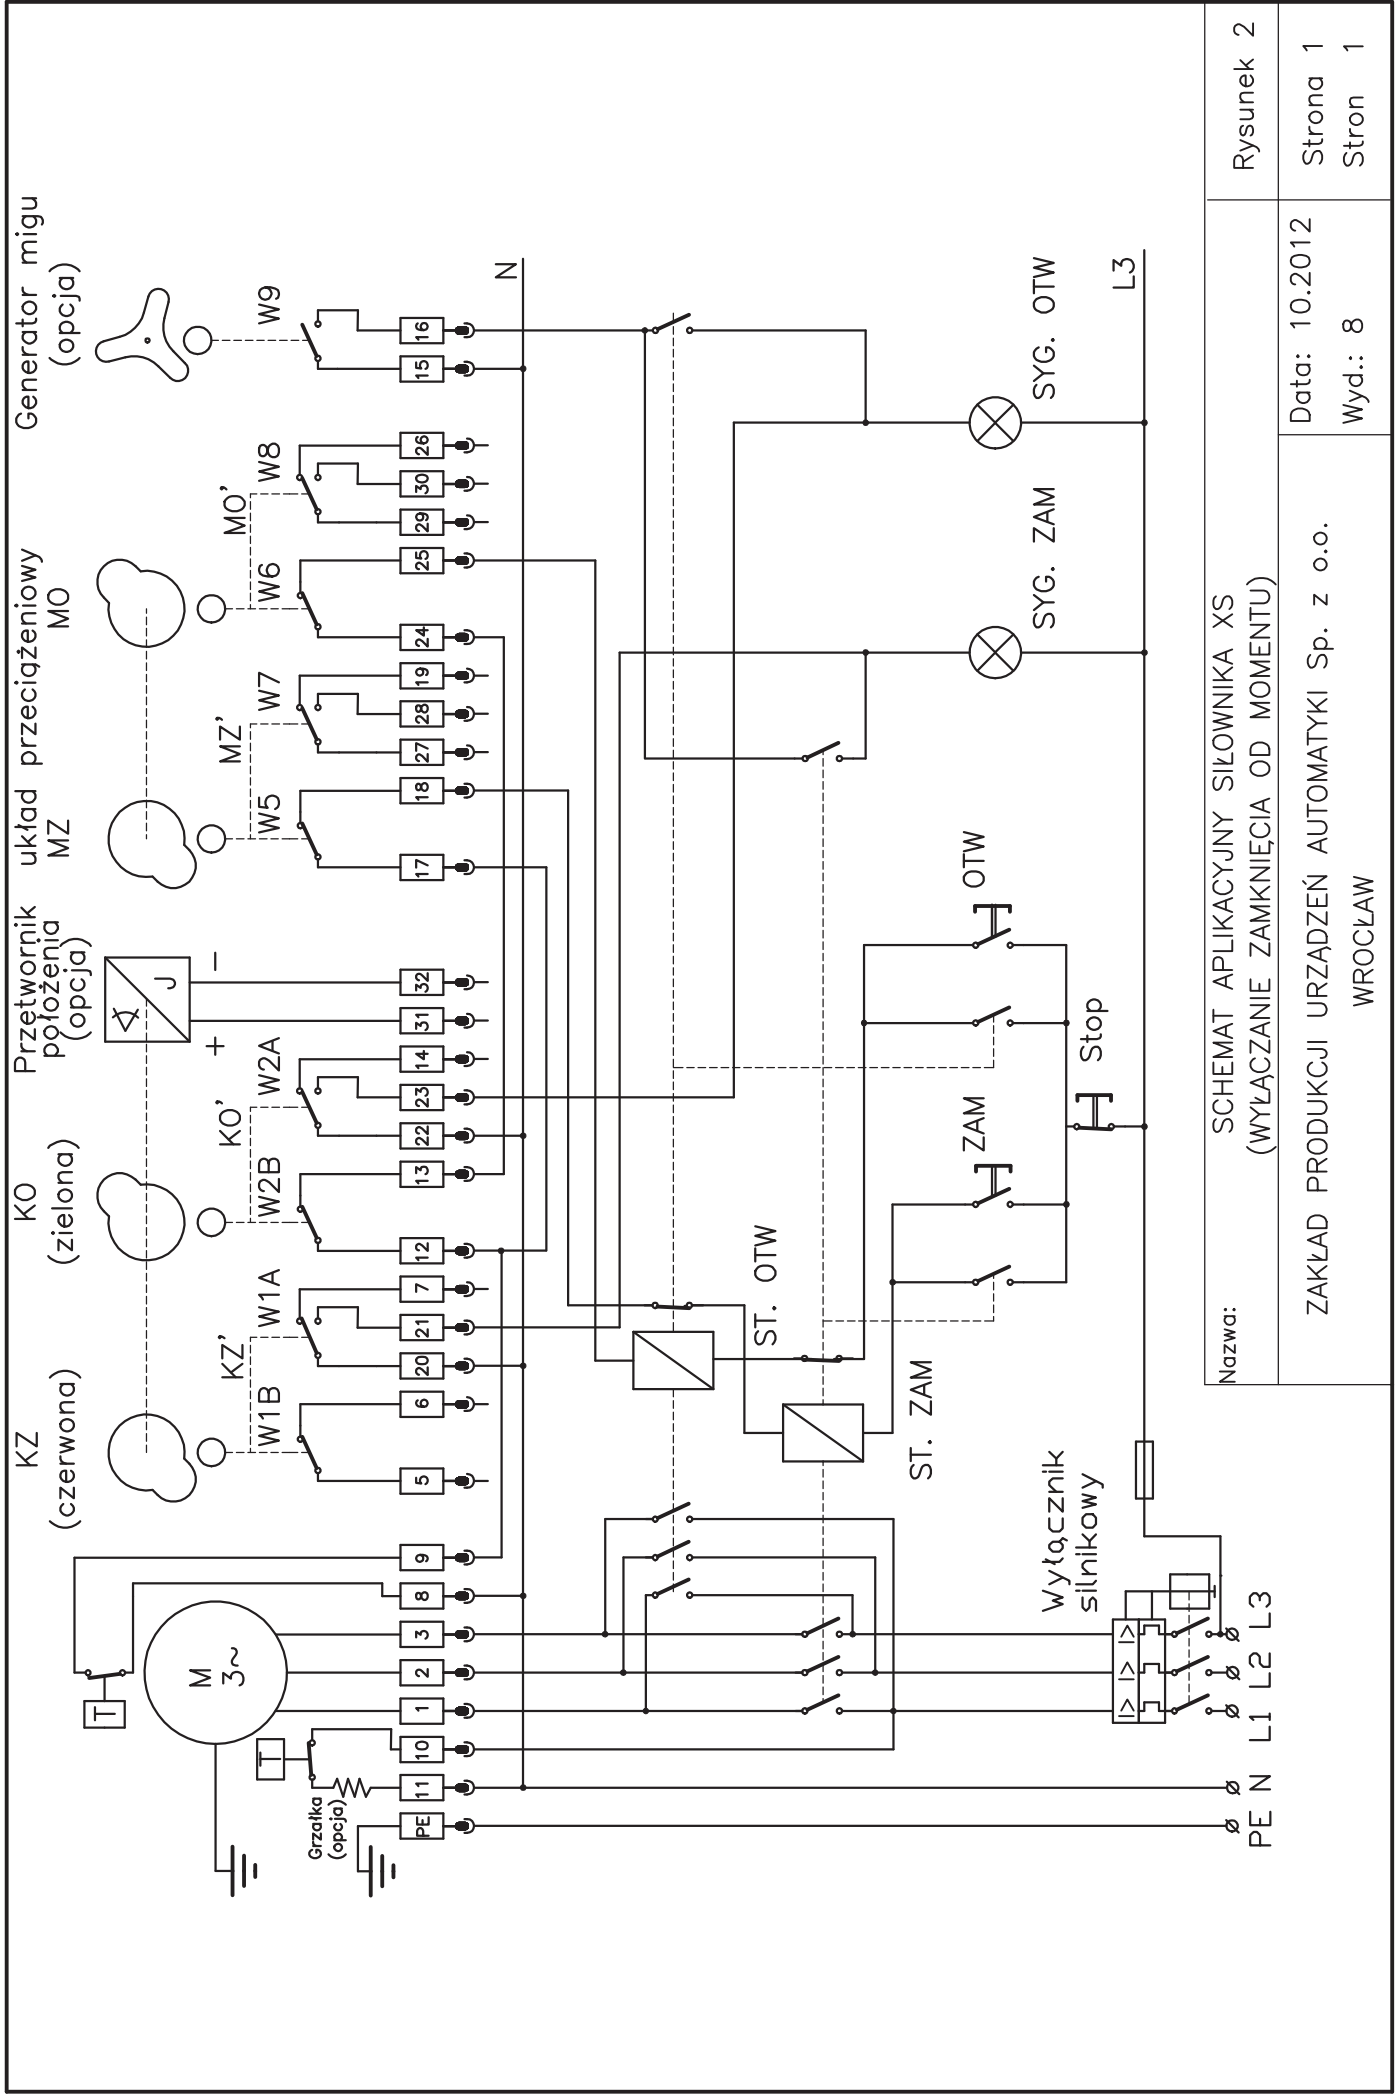 KZ
(czerwona)
KO
(zielona)
Przetwornik
położenia
(opcja)
układ przeciążeniowy
MZ
MO
Generator migu
(opcja)
T
M
3~
T
Grzałka
(opcja)
KZ'
W1B
W1A
KO'
W2B
W2A
J
+
−
MZ'
W5
W7
MO'
W6
W8
W9
PE
11
10
1
2
3
8
9
5
6
20
21
7
12
13
22
23
14
31
32
17
18
27
28
19
24
25
29
30
26
15
16
N
ST. OTW
ST. ZAM
ZAM
OTW
Stop
SYG. ZAM
SYG. OTW
L3
Wyłącznik
silnikowy
I>
I>
I>
PE
N
L1
L2
L3
Nazwa:
SCHEMAT APLIKACYJNY SIŁOWNIKA XS
(WYŁĄCZANIE ZAMKNIĘCIA OD MOMENTU)
Rysunek 2
ZAKŁAD PRODUKCJI URZĄDZEŃ AUTOMATYKI Sp. z o.o.
WROCŁAW
Data: 10.2012
Wyd.: 8
Strona 1
Stron 1